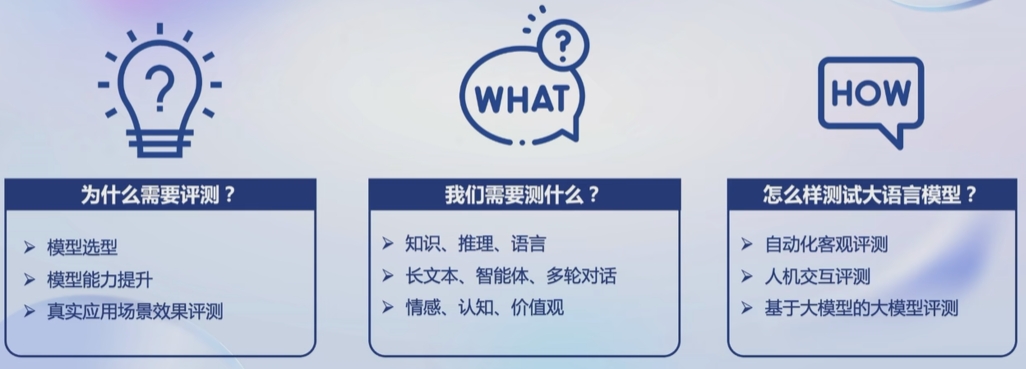 ?
?
WHAT
HOW
为什么需要评测？
➢ 模型选型
➢ 模型能力提升
➢ 真实应用场景效果评测
我们需要测什么？
➢ 知识、推理、语言
➢ 长文本、智能体、多轮对话
➢ 情感、认知、价值观
怎么样测试大语言模型？
➢ 自动化客观评测
➢ 人机交互评测
➢ 基于大模型的大模型评测